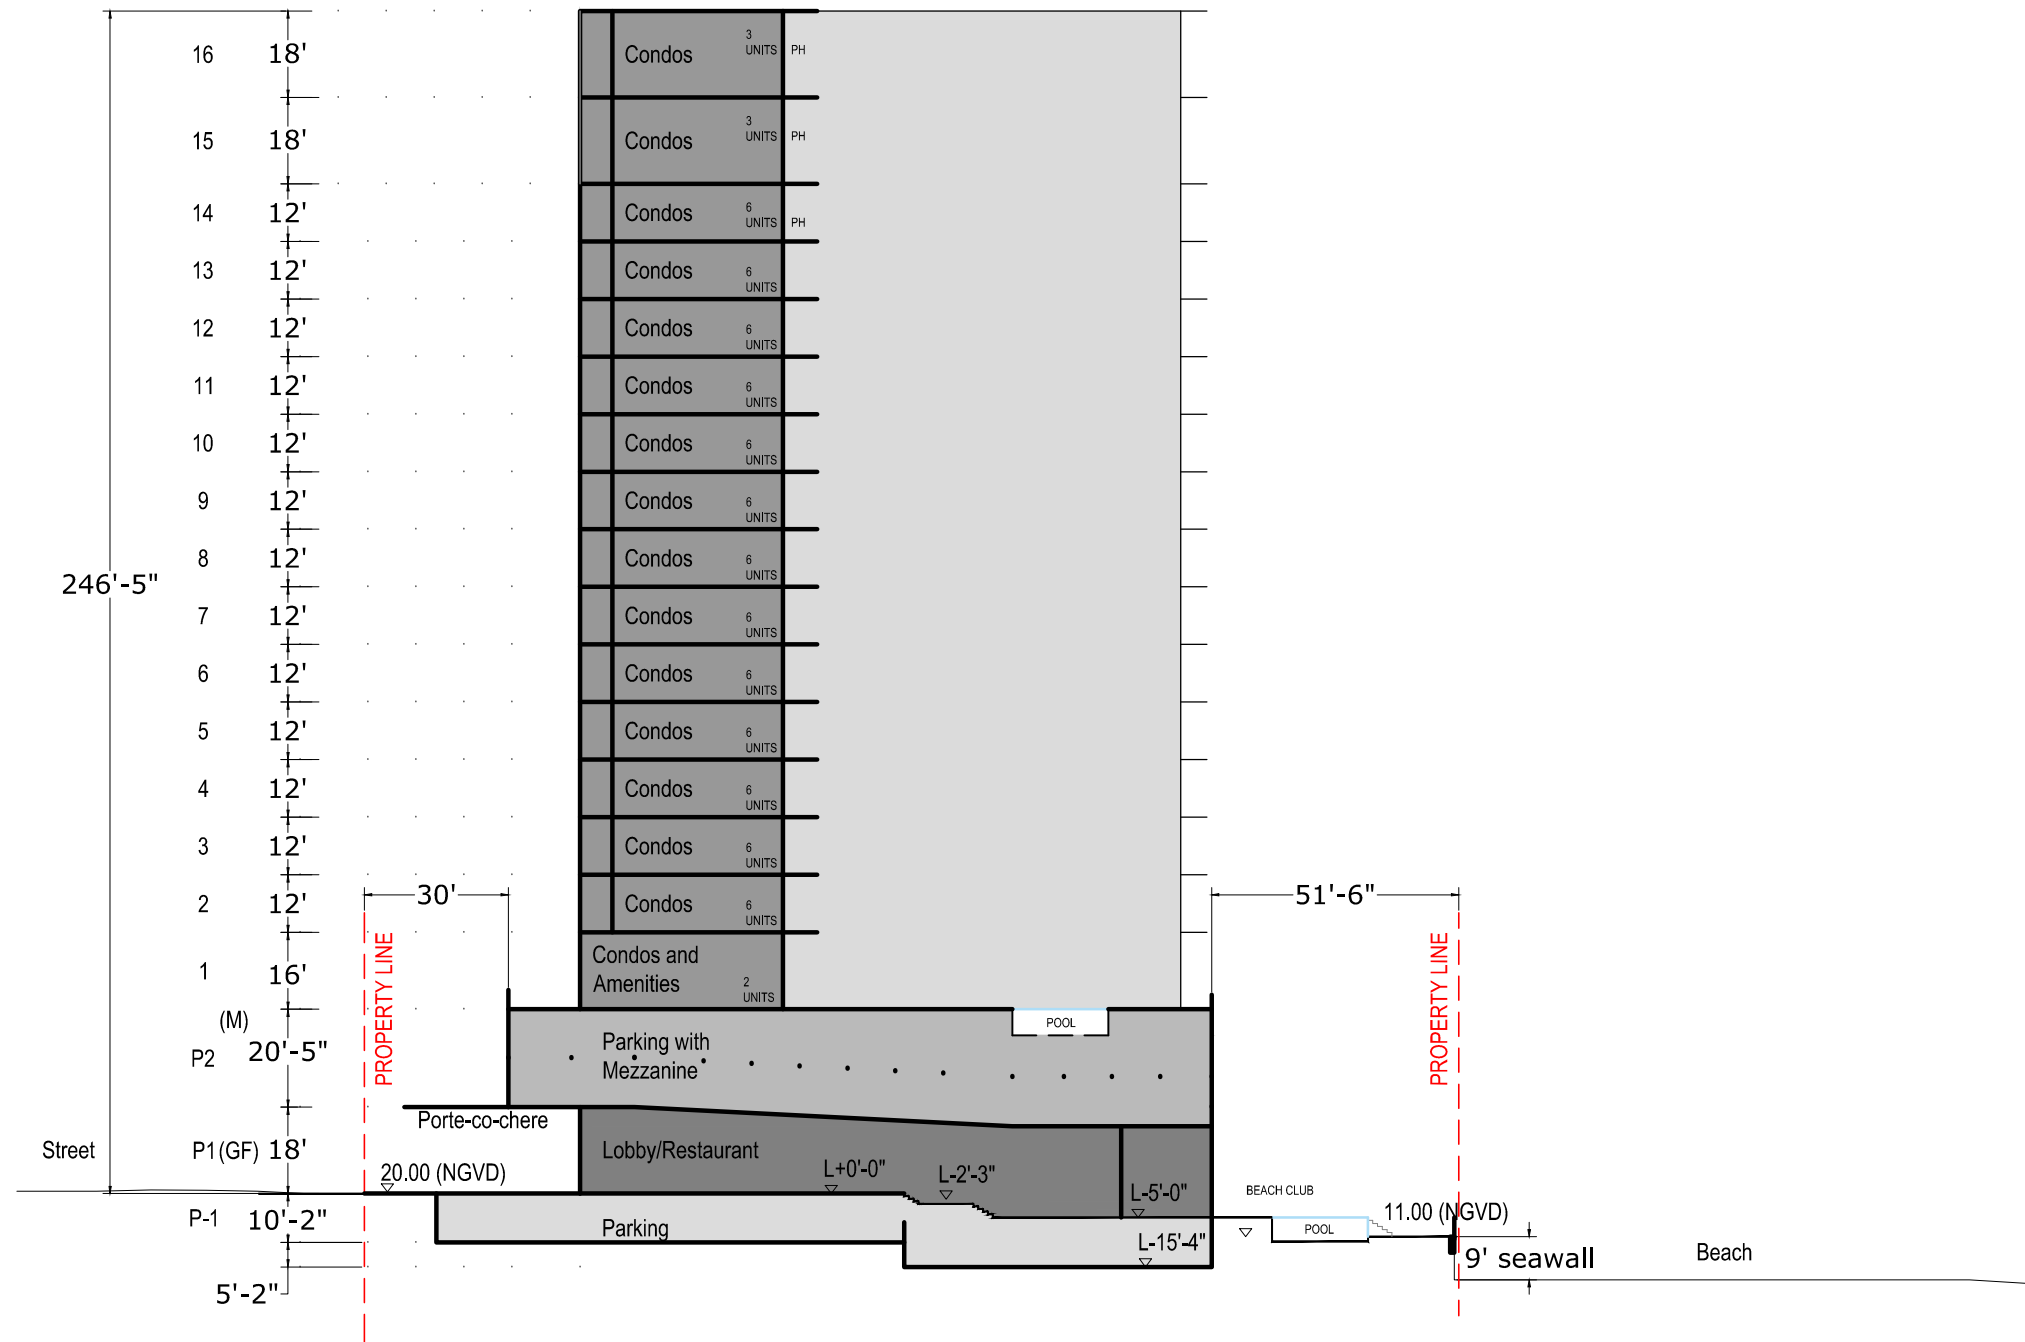 16 18' Condos 3 UNITS PH
15 18' Condos 3 UNITS PH
14 12' Condos 6 UNITS PH
13 12' Condos 6 UNITS
12 12' Condos 6 UNITS
11 12' Condos 6 UNITS
10 12' Condos 6 UNITS
9 12' Condos 6 UNITS
8 12' Condos 6 UNITS
246'-5"
7 12' Condos 6 UNITS
6 12' Condos 6 UNITS
5 12' Condos 6 UNITS
4 12' Condos 6 UNITS
3 12' Condos 6 UNITS
30'
51'-6"
2 12' Condos 6 UNITS
PROPERTY LINE
PROPERTY LINE
1 16' Condos and
Amenities 2 UNITS
(M)
P2 20'-5"
Parking with
Mezzanine
POOL
Porte-co-chere
Street
P1(GF) 18'
Lobby/Restaurant
20.00 (NGVD)
L+0'-0"
L-2'-3"
L-5'-0"
BEACH CLUB
11.00 (NGVD)
P-1 10'-2"
Parking
POOL
L-15'-4"
9' seawall
Beach
5'-2"